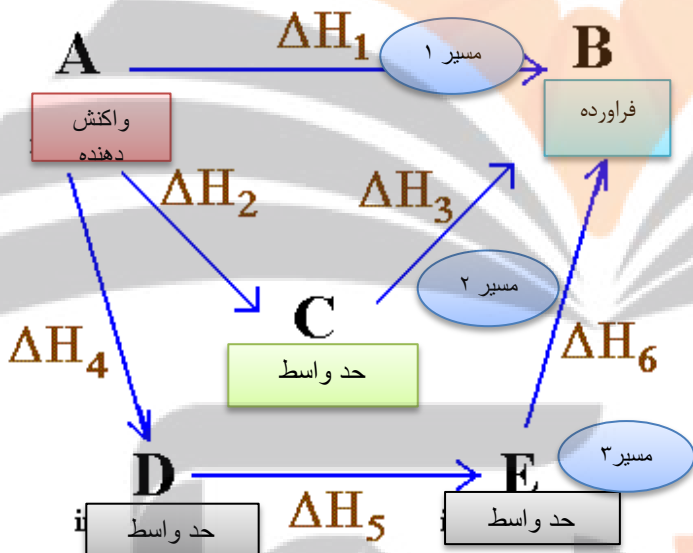 ΔH₁
A
مسیر ۱
B
واکنش
دهنده
فراورده
ΔH₂
ΔH₃
مسیر ۲
C
حد واسط
ΔH₄
ΔH₆
D
E
مسیر۳
حد واسط
ΔH₅
حد واسط